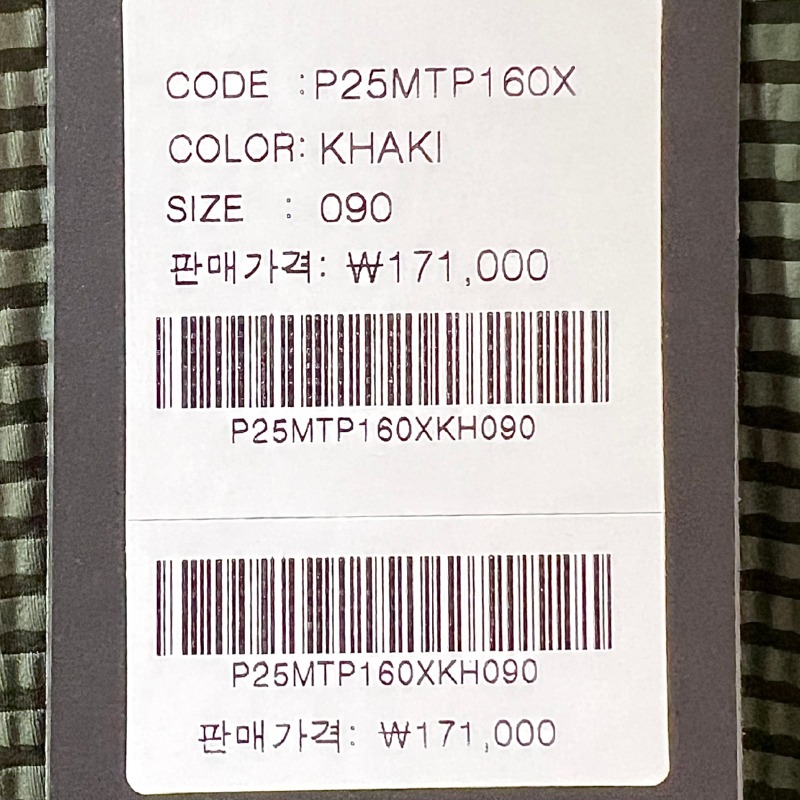 CODE :P25MTP160X
COLOR: KHAKI
SIZE : 090
판매가격: ₩171,000
P25MTP160XKH090
P25MTP160XKH090
판매가격: ₩171,000